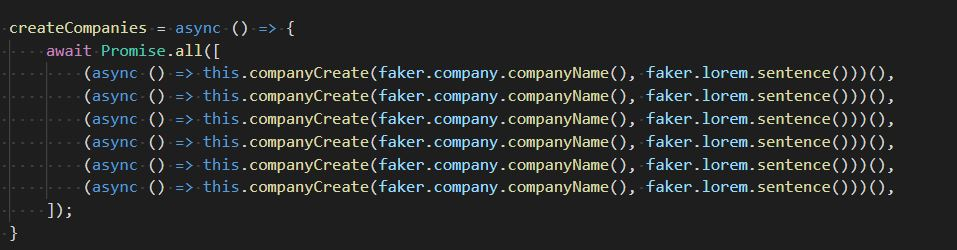 createCompanies = async () => {
await Promise.all([
(async () => this.companyCreate(faker.company.companyName(), faker.lorem.sentence()))(),
(async () => this.companyCreate(faker.company.companyName(), faker.lorem.sentence()))(),
(async () => this.companyCreate(faker.company.companyName(), faker.lorem.sentence()))(),
(async () => this.companyCreate(faker.company.companyName(), faker.lorem.sentence()))(),
(async () => this.companyCreate(faker.company.companyName(), faker.lorem.sentence()))(),
(async () => this.companyCreate(faker.company.companyName(), faker.lorem.sentence()))(),
]);
}